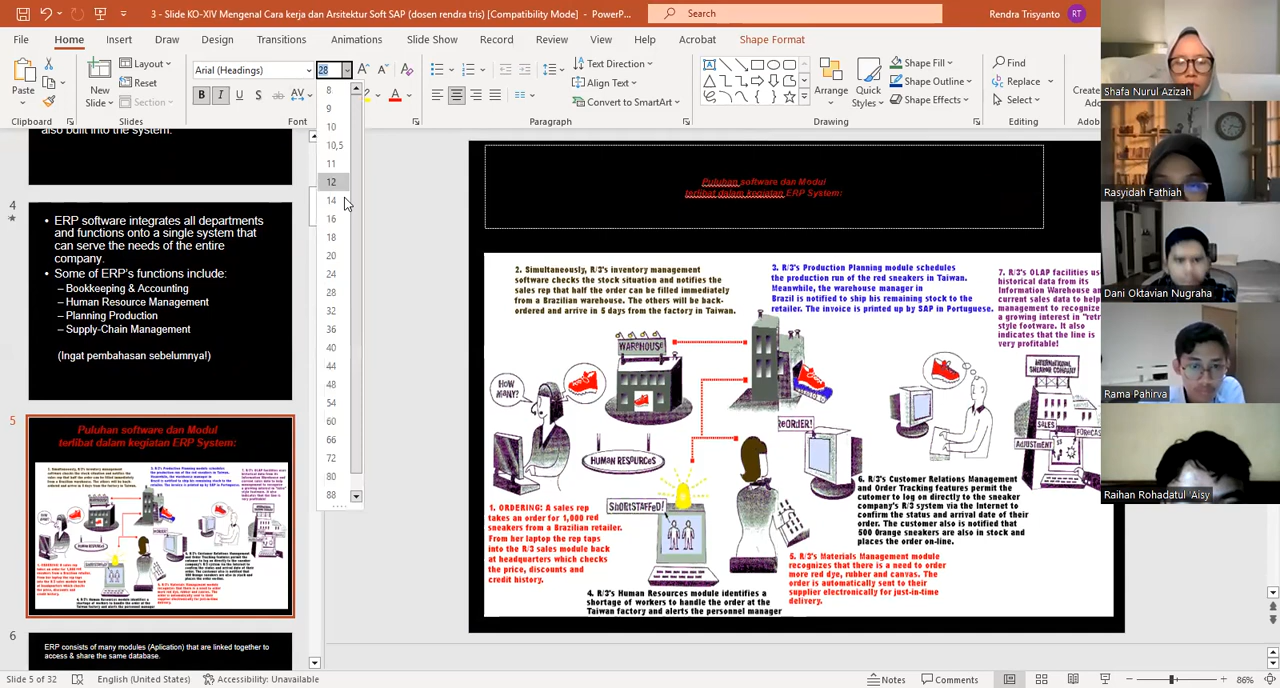 3 - Slide KO-XIV Mengenal Cara kerja dan Arsitektur Soft SAP (dosen rendra tris) [Compatibility Mode] - PowerP...
Search
Rendra Trisyanto
RT
File Home Insert Draw Design Transitions Animations Slide Show Record Review View Help Acrobat Shape Format
Paste
Clipboard
New
Slide
Layout
Reset
Section
Slides
Arial (Headings)
28
B I U S ab AV
Font
Paragraph
Text Direction
Align Text
Convert to SmartArt
Arrange
Quick
Styles
Shape Fill
Shape Outline
Shape Effects
Drawing
Find
Replace
Select
Editing
Create
Ado
8
9
10
10,5
11
12
14
16
18
20
24
28
32
36
40
44
48
54
60
66
72
80
88
also built into the system.
4
• ERP software integrates all departments
and functions onto a single system that
can serve the needs of the entire
company.
• Some of ERP's functions include:
– Bookkeeping & Accounting
– Human Resource Management
– Planning Production
– Supply-Chain Management
(Ingat pembahasan sebelumnya!)
5
Puluhan software dan Modul
terlibat dalam kegiatan ERP System:
6
ERP consists of many modules (Aplication) that are linked together to
access & share the same database.
Puluhan software dan Modul
terlibat dalam kegiatan ERP System:
2. Simultaneously, R/3's inventory management
software checks the stock situation and notifies the
sales rep that half the order can be filled immediately
from a Brazilian warehouse. The others will be back-
ordered and arrive in 5 days from the factory in Taiwan.
3. R/3's Production Planning module schedules
the production run of the red sneakers in Taiwan.
Meanwhile, the warehouse manager in
Brazil is notified to ship his remaining stock to the
retailer. The invoice is printed up by SAP in Portuguese.
7. R/3's OLAP facilities us
historical data from its
Information Warehouse an
current sales data to help
management to recognize
a growing interest in "retr
style footware. It also
indicates that the line is
very profitable!
WAREHOUSE
HOW
MANY?
HUMAN RESOURCES
REORDER!
INTERNATIONAL
SNEAKER COMPANY
SALES
FORECAS
ADJUSTMENT
SHORTSTAFFED!
1. ORDERING: A sales rep
takes an order for 1,000 red
sneakers from a Brazilian retailer.
From her laptop the rep taps
into the R/3 sales module back
at headquarters which checks
the price, discounts and
credit history.
4. R/3's Human Resources module identifies a
shortage of workers to handle the order at the
Taiwan factory and alerts the personnel manager
6. R/3's Customer Relations Management
and Order Tracking features permit the
cutomer to log on directly to the sneaker
company's R/3 system via the Internet to
confirm the status and arrival date of their
order. The customer also is notified that
500 Orange sneakers are also in stock and
places the order on-line.
5. R/3's Materials Management module
recognizes that there is a need to order
more red dye, rubber and canvas. The
order is automatically sent to their
supplier electronically for just-in-time
delivery.
Shafa Nurul Azizah
Rasyidah Fathiah
Dani Oktavian Nugraha
Rama Pahirva
Raihan Rohadatul 'Aisy
Slide 5 of 32
English (United States)
Accessibility: Unavailable
Notes
Comments
86%